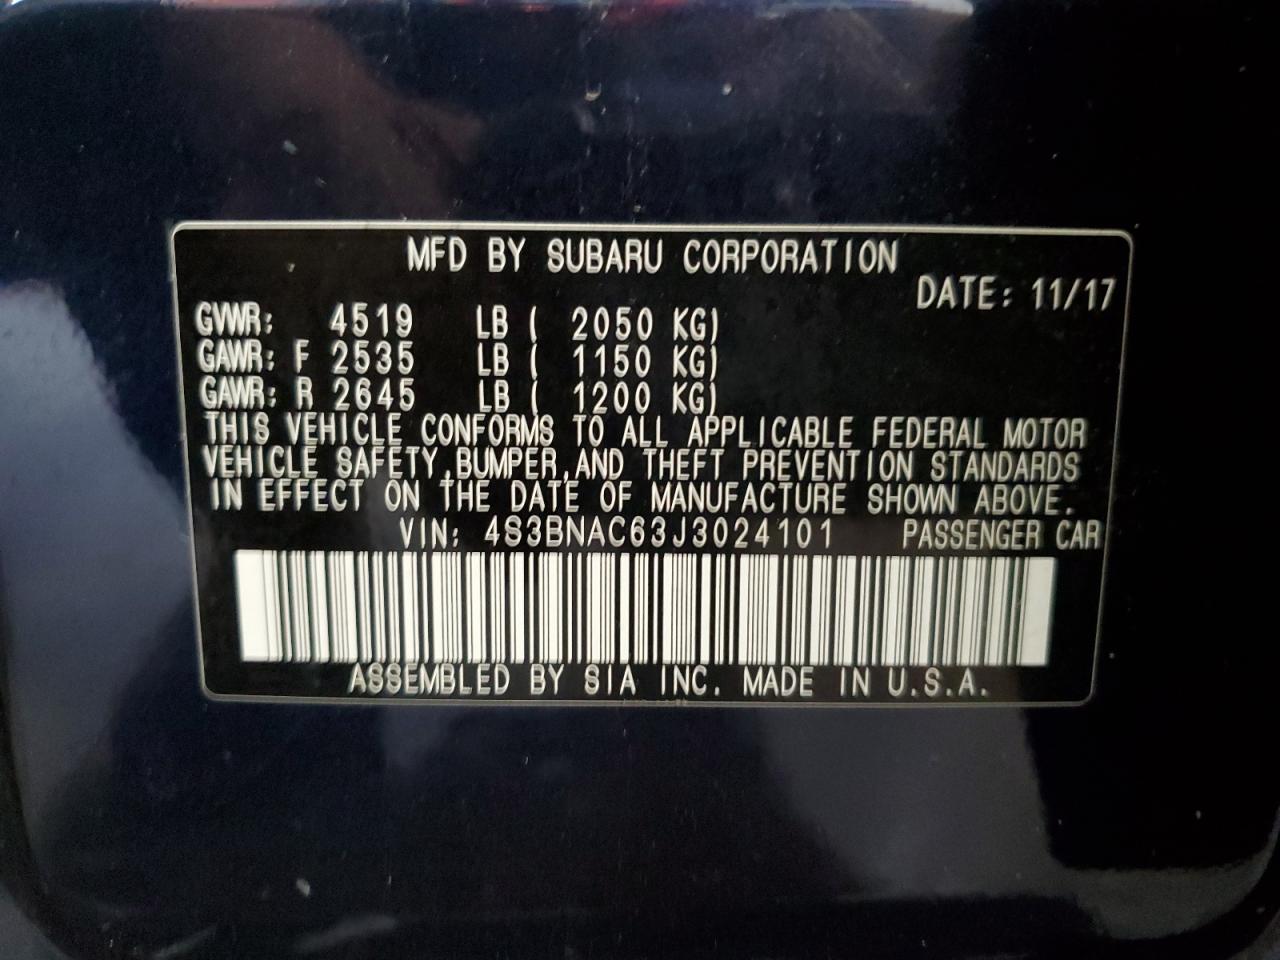 MFD BY SUBARU CORPORATION
DATE: 11/17
GVWR: 4519 LB ( 2050 KG)
GAWR: F 2535 LB ( 1150 KG)
GAWR: R 2645 LB ( 1200 KG)
THIS VEHICLE CONFORMS TO ALL APPLICABLE FEDERAL MOTOR
VEHICLE SAFETY,BUMPER,AND THEFT PREVENTION STANDARDS
IN EFFECT ON THE DATE OF MANUFACTURE SHOWN ABOVE.
VIN: 4S3BNAC63J3024101 PASSENGER CAR
ASSEMBLED BY SIA INC. MADE IN U.S.A.